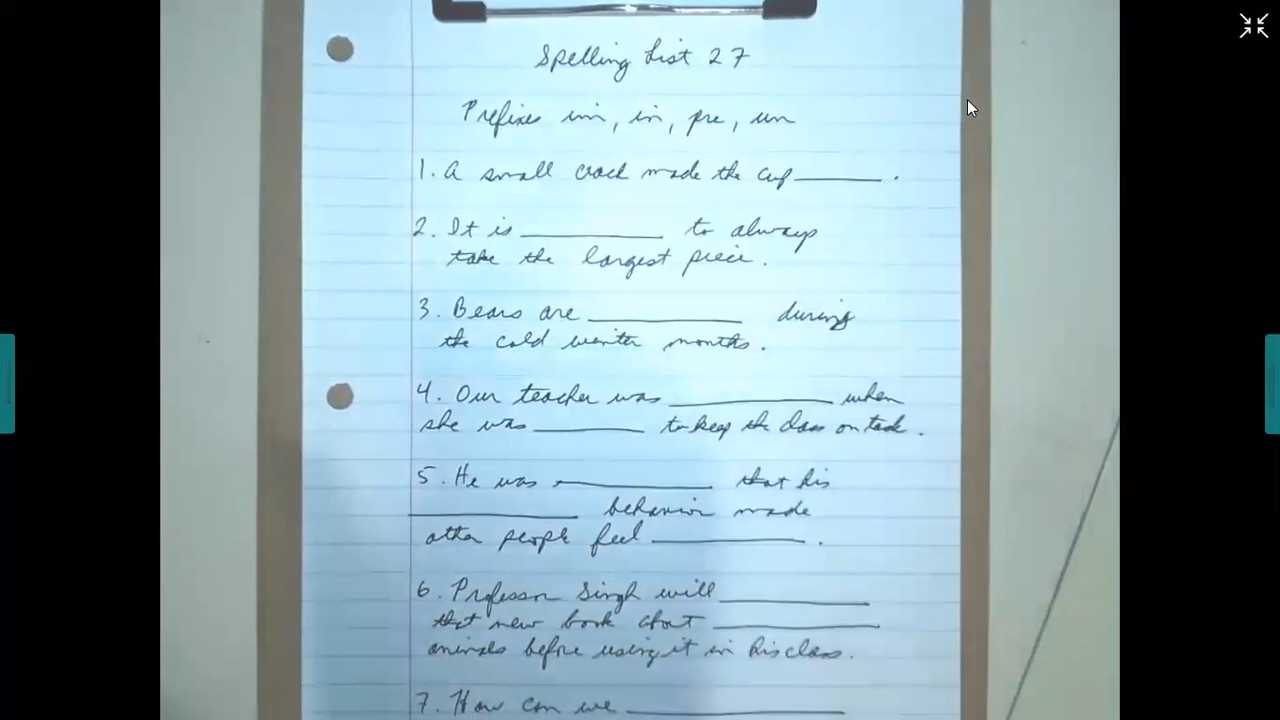 Spelling List 27
Prefixes im, in, pre, un
1. A small crack made the cup ______.
2. It is ______ to always
take the largest piece.
3. Bears are ______ during
the cold winter months.
4. Our teacher was ______ when
she was ______ to keep the class on task.
5. He was ______ that his
______ behavior made
other people feel ______.
6. Professor Singh will ______
that new book about ______
animals before using it in his class.
7. How can we ______